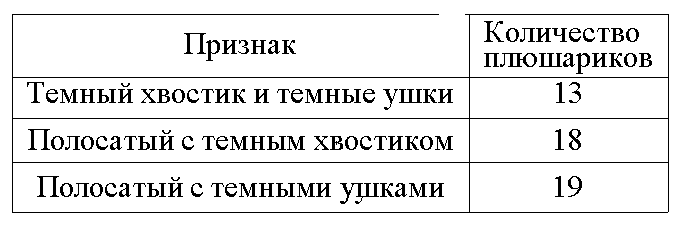 Признак
Количество
плюшариков
Темный хвостик и темные ушки 13
Полосатый с темным хвостиком 18
Полосатый с темными ушками 19